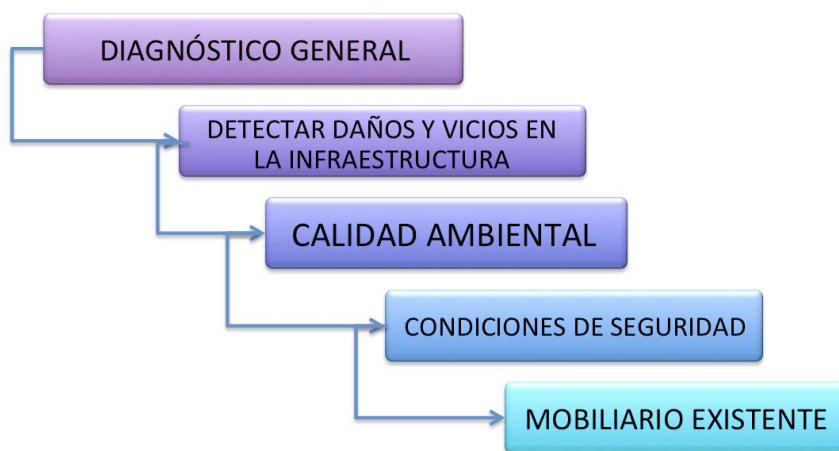 DIAGNÓSTICO GENERAL
DETECTAR DAÑOS Y VICIOS EN
LA INFRAESTRUCTURA
CALIDAD AMBIENTAL
CONDICIONES DE SEGURIDAD
MOBILIARIO EXISTENTE